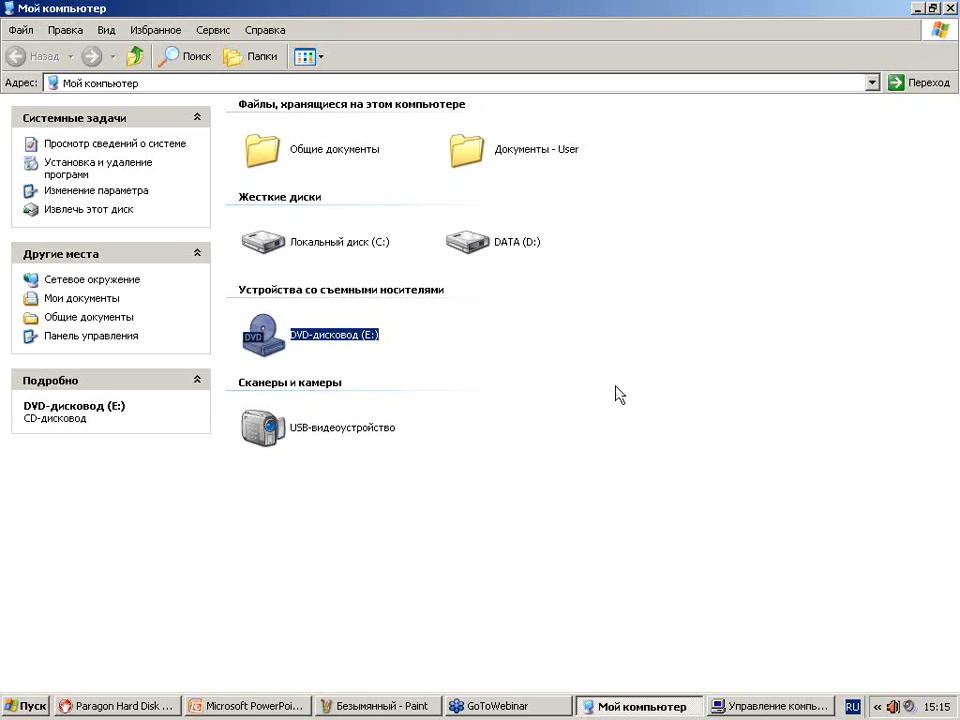 Мой компьютер
Файл Правка Вид Избранное Сервис Справка
Назад Поиск Папки
Адрес: Мой компьютер Переход
Системные задачи
Просмотр сведений о системе
Установка и удаление
программ
Изменение параметра
Извлечь этот диск
Другие места
Сетевое окружение
Мои документы
Общие документы
Панель управления
Подробно
DVD-дисковод (E:)
CD-дисковод
Файлы, хранящиеся на этом компьютере
Общие документы Документы - User
Жесткие диски
Локальный диск (C:) DATA (D:)
Устройства со съемными носителями
DVD
DVD-дисковод (E:)
Сканеры и камеры
USB-видеоустройство
Пуск Paragon Hard Disk ... Microsoft PowerPoi... Безымянный - Paint GoToWebinar Мой компьютер Управление компь... RU « 15:15